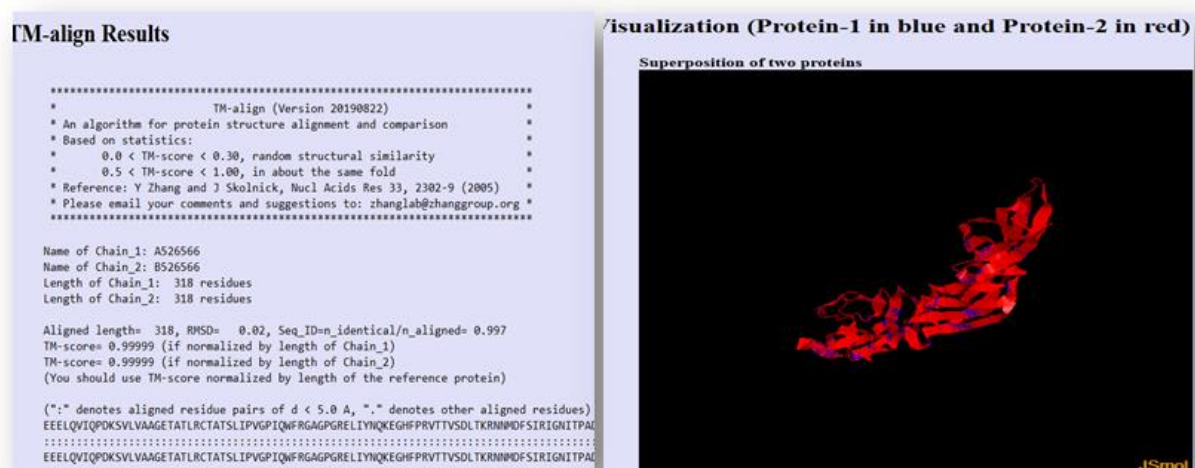 TM-align Results
*********************************************************************************
* TM-align (Version 20190822) *
* An algorithm for protein structure alignment and comparison *
* Based on statistics: *
* 0.0 < TM-score < 0.30, random structural similarity *
* 0.5 < TM-score < 1.00, in about the same fold *
* Reference: Y Zhang and J Skolnick, Nucl Acids Res 33, 2302-9 (2005) *
* Please email your comments and suggestions to: zhanglab@zhanggroup.org *
*********************************************************************************
Name of Chain_1: A526566
Name of Chain_2: B526566
Length of Chain_1: 318 residues
Length of Chain_2: 318 residues
Aligned length= 318, RMSD= 0.02, Seq_ID=n_identical/n_aligned= 0.997
TM-score= 0.99999 (if normalized by length of Chain_1)
TM-score= 0.99999 (if normalized by length of Chain_2)
(You should use TM-score normalized by length of the reference protein)
(":" denotes aligned residue pairs of d < 5.0 A, "." denotes other aligned residues)
EEELQVIQPDKSVLVAAGETATLRCTATSLIPVGPIQWFRGAGPGRELIYNQKEGHFPRVTTVSDLTKRNNMDFSIRIGNITPAD
:::::::::::::::::::::::::::::::::::::::::::::::::::::::::::::::::::::::::::::::::::::
EEELQVIQPDKSVLVAAGETATLRCTATSLIPVGPIQWFRGAGPGRELIYNQKEGHFPRVTTVSDLTKRNNMDFSIRIGNITPAD
Visualization (Protein-1 in blue and Protein-2 in red)
Superposition of two proteins
JSmol